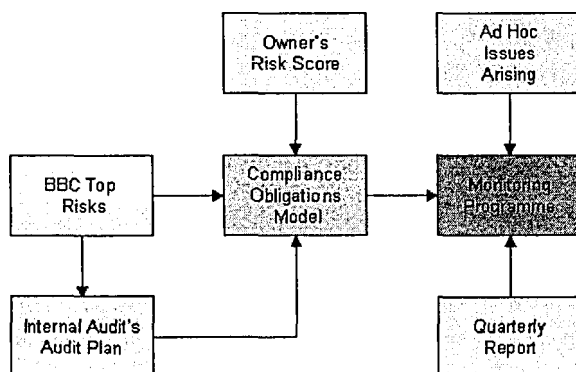 Owner's
Risk Score
Ad Hoc
Issues
Arising
BBC Top
Risks
Compliance
Obligations
Model
Monitoring
Programme
Internal Audit's
Audit Plan
Quarterly
Report